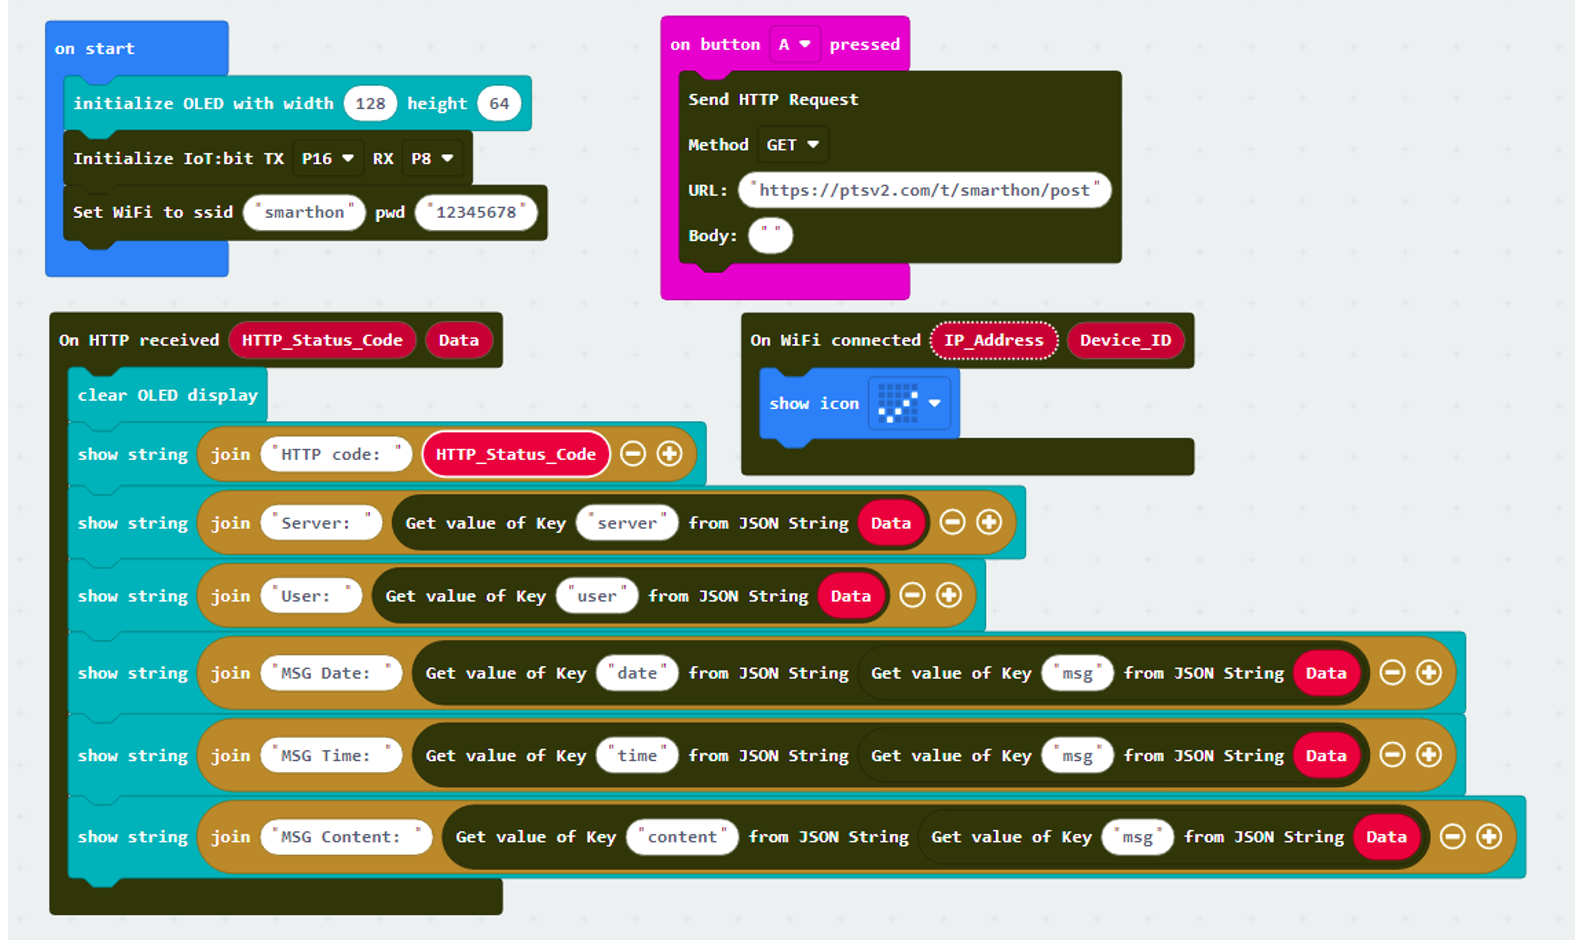 on start
initialize OLED with width 128 height 64
Initialize IoT:bit TX P16 RX P8
Set WiFi to ssid "smarthon" pwd "12345678"
on button A pressed
Send HTTP Request
Method GET
URL: "https://ptsv2.com/t/smarthon/post"
Body: " "
On HTTP received HTTP_Status_Code Data
clear OLED display
show string join "HTTP code: " HTTP_Status_Code
show string join "Server: " Get value of Key "server" from JSON String Data
show string join "User: " Get value of Key "user" from JSON String Data
show string join "MSG Date: " Get value of Key "date" from JSON String Get value of Key "msg" from JSON String Data
show string join "MSG Time: " Get value of Key "time" from JSON String Get value of Key "msg" from JSON String Data
show string join "MSG Content: " Get value of Key "content" from JSON String Get value of Key "msg" from JSON String Data
On WiFi connected IP_Address Device_ID
show icon